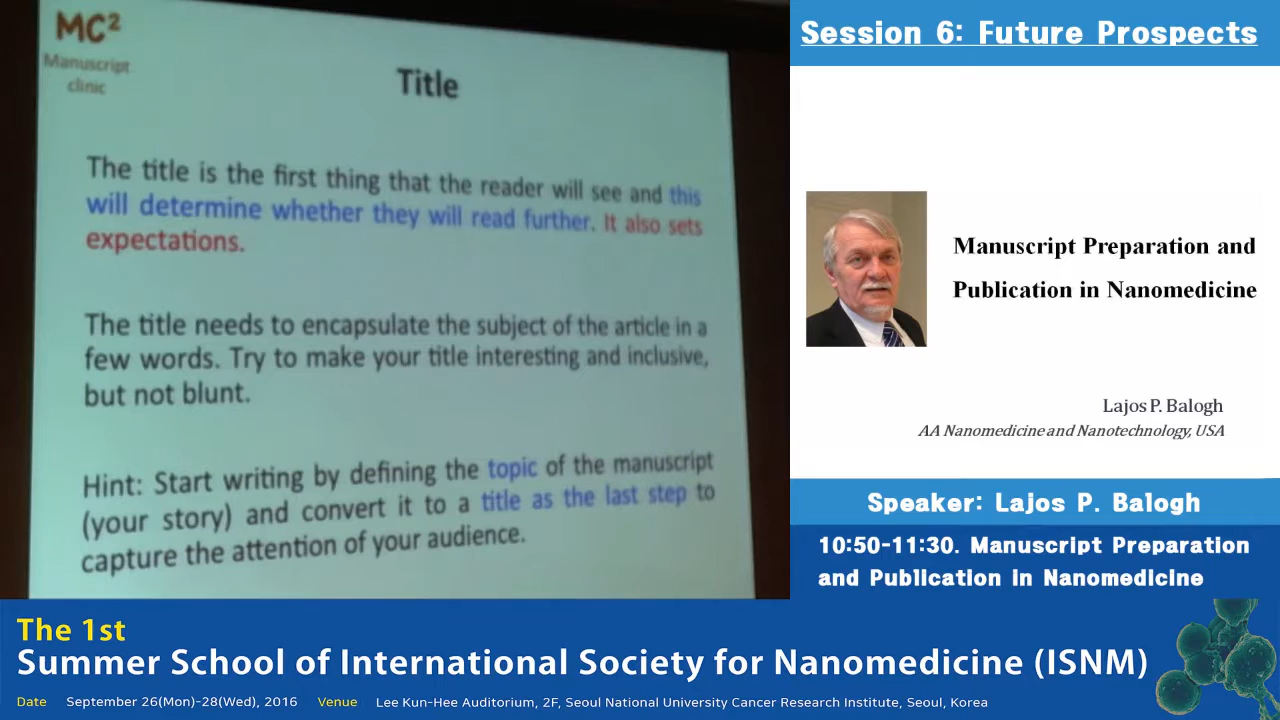 MC²
Manuscript
clinic
Title
The title is the first thing that the reader will see and this
will determine whether they will read further. It also sets
expectations.
The title needs to encapsulate the subject of the article in a
few words. Try to make your title interesting and inclusive,
but not blunt.
Hint: Start writing by defining the topic of the manuscript
(your story) and convert it to a title as the last step to
capture the attention of your audience.
Session 6: Future Prospects
Manuscript Preparation and
Publication in Nanomedicine
Lajos P. Balogh
AA Nanomedicine and Nanotechnology, USA
Speaker: Lajos P. Balogh
10:50-11:30. Manuscript Preparation
and Publication in Nanomedicine
The 1st
Summer School of International Society for Nanomedicine (ISNM)
Date September 26(Mon)-28(Wed), 2016 Venue Lee Kun-Hee Auditorium, 2F, Seoul National University Cancer Research Institute, Seoul, Korea